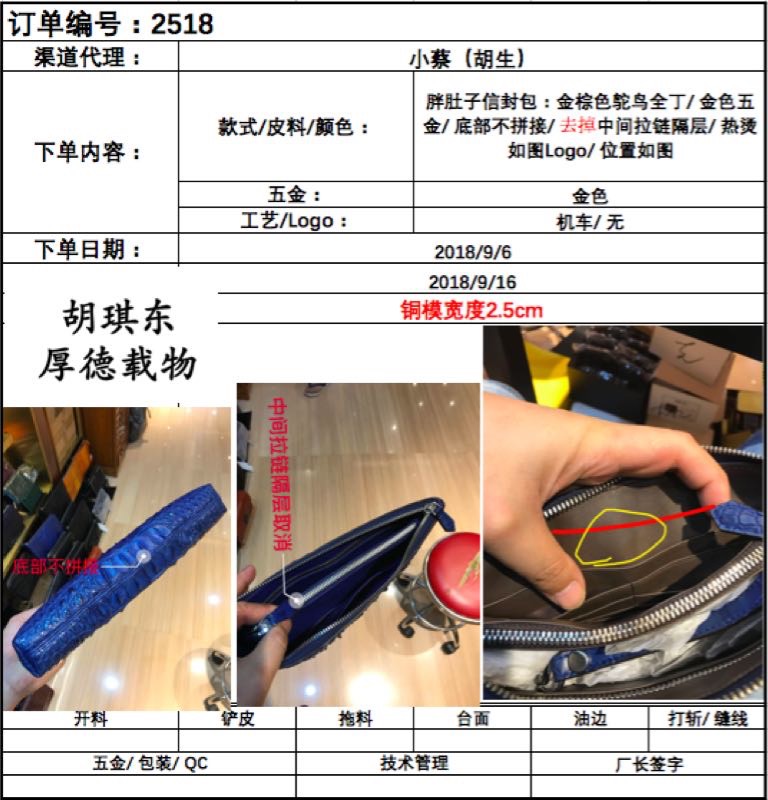 订单编号：2518
渠道代理：
小蔡（胡生）
下单内容：
款式/皮料/颜色：
胖肚子信封包：金棕色鸵鸟全丁/ 金色五
金/ 底部不拼接/ 去掉中间拉链隔层/ 热烫
如图Logo/ 位置如图
五金：
金色
工艺/Logo：
机车/ 无
下单日期：
2018/9/6
2018/9/16
铜模宽度2.5cm
胡琪东
厚德载物
中间拉链隔层取消
底部不拼接
开料
铲皮
拖料
台面
油边
打斩/ 缝线
五金/ 包装/ QC
技术管理
厂长签字